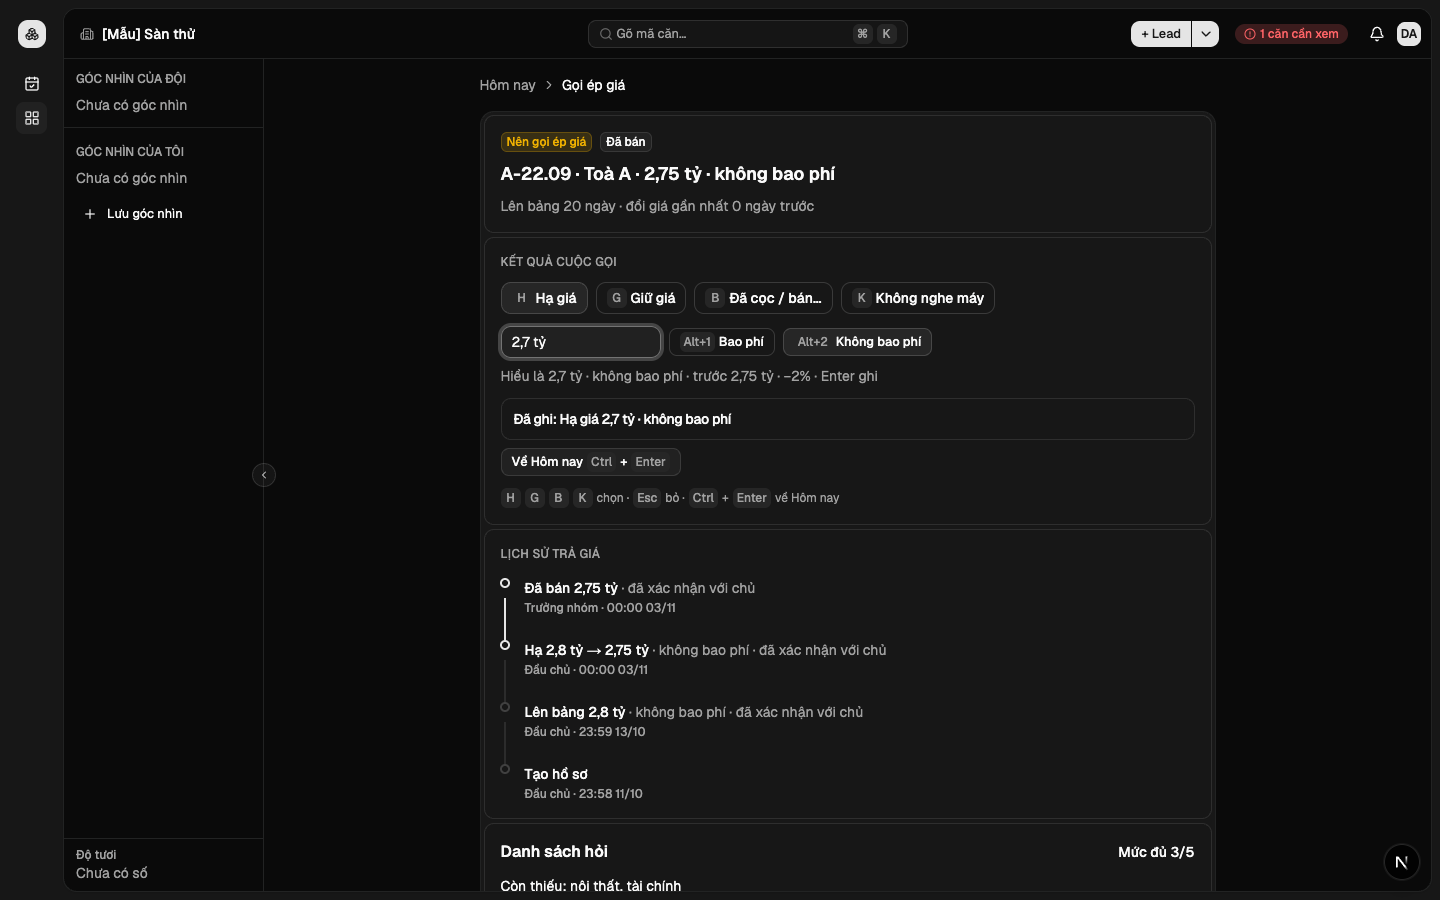 [Mẫu] Sàn thử
Gõ mã căn...
⌘ K
+ Lead
1 căn cần xem
DA
GÓC NHÌN CỦA ĐỘI
Chưa có góc nhìn
GÓC NHÌN CỦA TÔI
Chưa có góc nhìn
+ Lưu góc nhìn
Độ tươi
Chưa có số
Hôm nay > Gọi ép giá
Nên gọi ép giá
Đã bán
A-22.09 · Toà A · 2,75 tỷ · không bao phí
Lên bảng 20 ngày · đổi giá gần nhất 0 ngày trước
KẾT QUẢ CUỘC GỌI
H Hạ giá
G Giữ giá
B Đã cọc / bán...
K Không nghe máy
2,7 tỷ
Alt+1 Bao phí
Alt+2 Không bao phí
Hiểu là 2,7 tỷ · không bao phí · trước 2,75 tỷ · −2% · Enter ghi
Đã ghi: Hạ giá 2,7 tỷ · không bao phí
Về Hôm nay Ctrl + Enter
H G B K chọn · Esc bỏ · Ctrl + Enter về Hôm nay
LỊCH SỬ TRẢ GIÁ
Đã bán 2,75 tỷ · đã xác nhận với chủ
Trưởng nhóm · 00:00 03/11
Hạ 2,8 tỷ → 2,75 tỷ · không bao phí · đã xác nhận với chủ
Đầu chủ · 00:00 03/11
Lên bảng 2,8 tỷ · không bao phí · đã xác nhận với chủ
Đầu chủ · 23:59 13/10
Tạo hồ sơ
Đầu chủ · 23:58 11/10
Danh sách hỏi
Mức đủ 3/5
Còn thiếu: nội thất, tài chính
N